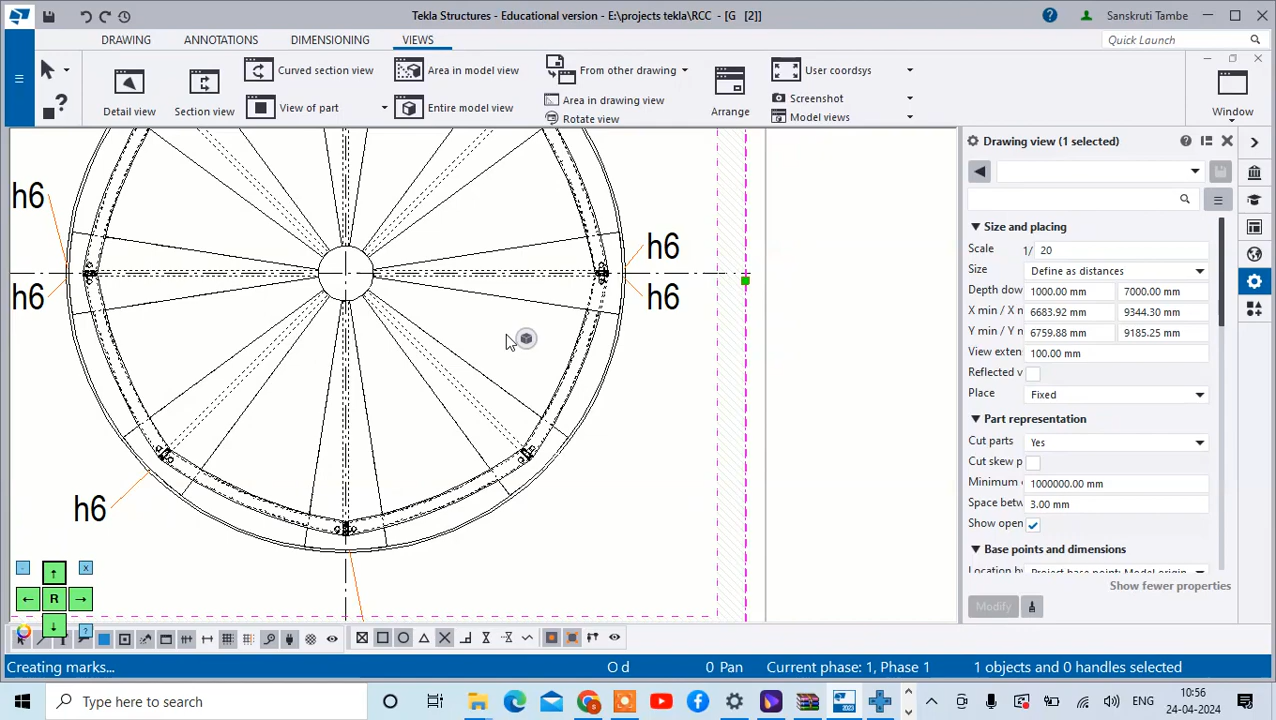 Tekla Structures - Educational version - E:\projects tekla\RCC - [G [2]]
Sanskruti Tambe
DRAWING
ANNOTATIONS
DIMENSIONING
VIEWS
Quick Launch
Detail view
Section view
Curved section view
View of part
Area in model view
Entire model view
From other drawing
Area in drawing view
Rotate view
Arrange
User coordsys
Screenshot
Model views
Window
h6
h6
h6
h6
h6
Drawing view (1 selected)
Size and placing
Scale 1/ 20
Size Define as distances
Depth dow 1000.00 mm 7000.00 mm
X min / X n 6683.92 mm 9344.30 mm
Y min / Y n 6759.88 mm 9185.25 mm
View exten 100.00 mm
Reflected v
Place Fixed
Part representation
Cut parts Yes
Cut skew p
Minimum o 1000000.00 mm
Space betw 3.00 mm
Show open
Base points and dimensions
Show fewer properties
Modify
x
R
?
Creating marks...
O d
0 Pan
Current phase: 1, Phase 1
1 objects and 0 handles selected
Type here to search
ENG
10:56
24-04-2024